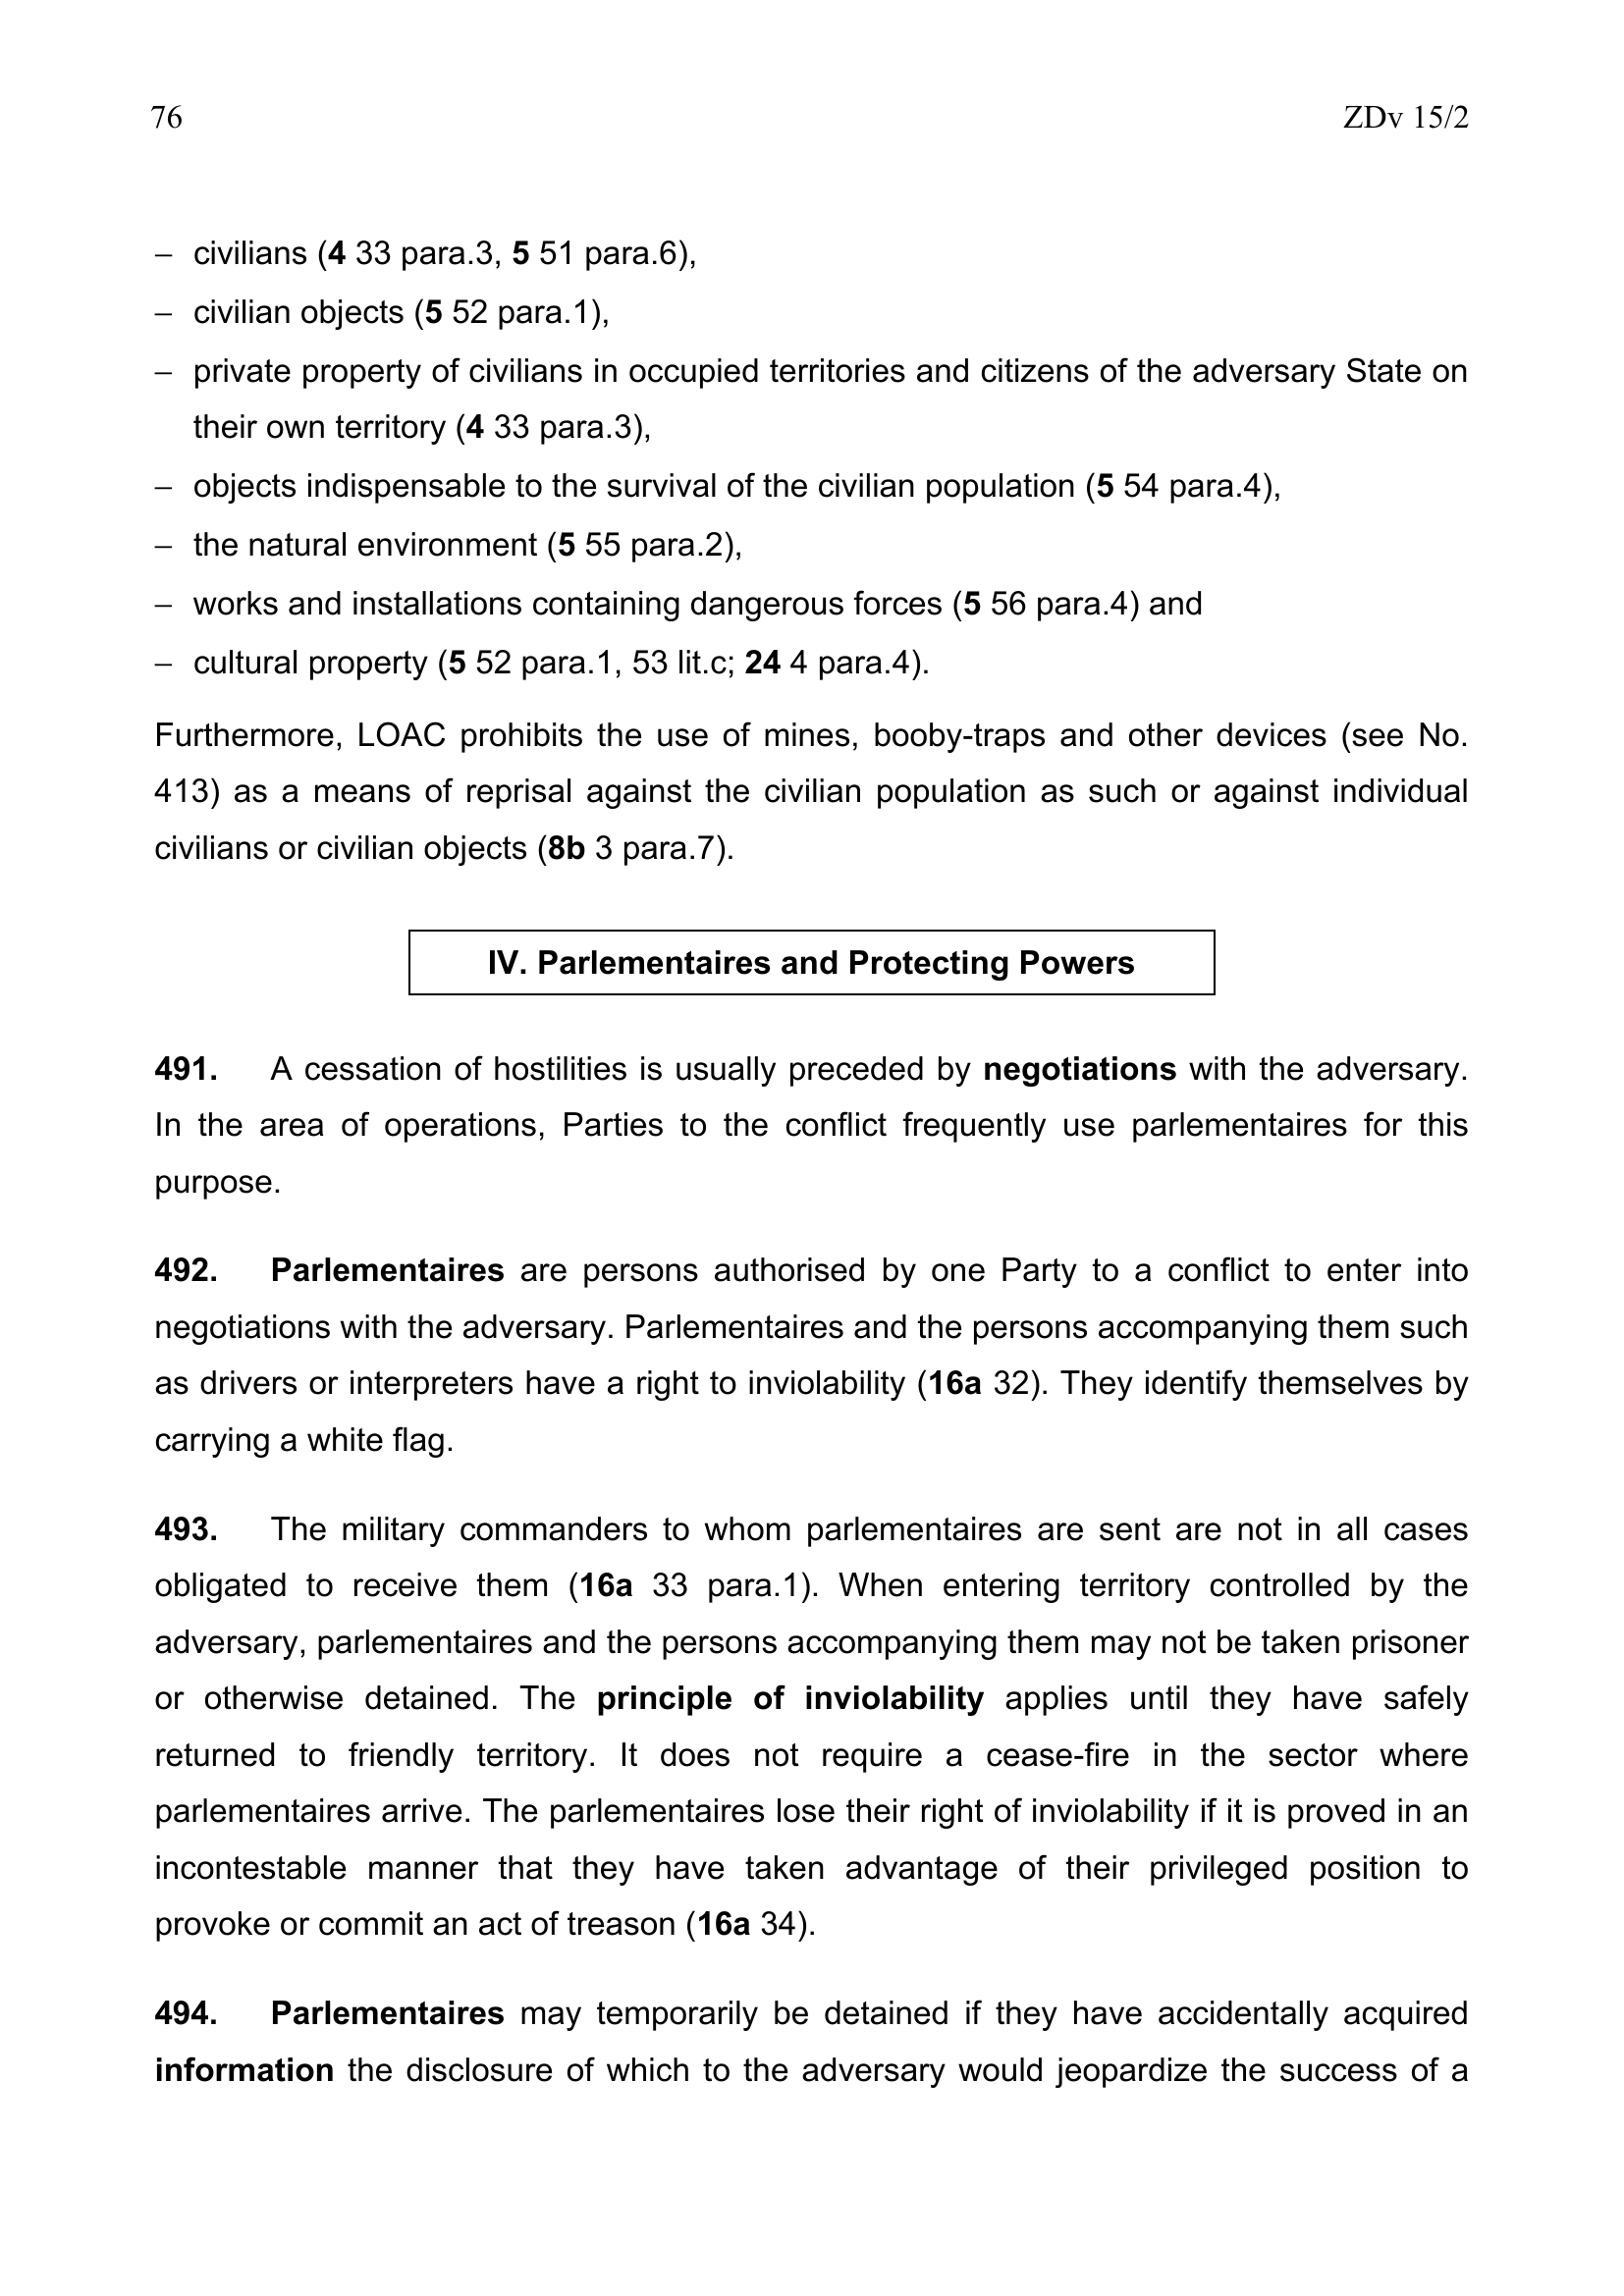 76 ZDv 15/2
– civilians (4 33 para.3, 5 51 para.6),
– civilian objects (5 52 para.1),
– private property of civilians in occupied territories and citizens of the adversary State on
their own territory (4 33 para.3),
– objects indispensable to the survival of the civilian population (5 54 para.4),
– the natural environment (5 55 para.2),
– works and installations containing dangerous forces (5 56 para.4) and
– cultural property (5 52 para.1, 53 lit.c; 24 4 para.4).
Furthermore, LOAC prohibits the use of mines, booby-traps and other devices (see No.
413) as a means of reprisal against the civilian population as such or against individual
civilians or civilian objects (8b 3 para.7).
IV. Parlementaires and Protecting Powers
491. A cessation of hostilities is usually preceded by negotiations with the adversary.
In the area of operations, Parties to the conflict frequently use parlementaires for this
purpose.
492. Parlementaires are persons authorised by one Party to a conflict to enter into
negotiations with the adversary. Parlementaires and the persons accompanying them such
as drivers or interpreters have a right to inviolability (16a 32). They identify themselves by
carrying a white flag.
493. The military commanders to whom parlementaires are sent are not in all cases
obligated to receive them (16a 33 para.1). When entering territory controlled by the
adversary, parlementaires and the persons accompanying them may not be taken prisoner
or otherwise detained. The principle of inviolability applies until they have safely
returned to friendly territory. It does not require a cease-fire in the sector where
parlementaires arrive. The parlementaires lose their right of inviolability if it is proved in an
incontestable manner that they have taken advantage of their privileged position to
provoke or commit an act of treason (16a 34).
494. Parlementaires may temporarily be detained if they have accidentally acquired
information the disclosure of which to the adversary would jeopardize the success of a